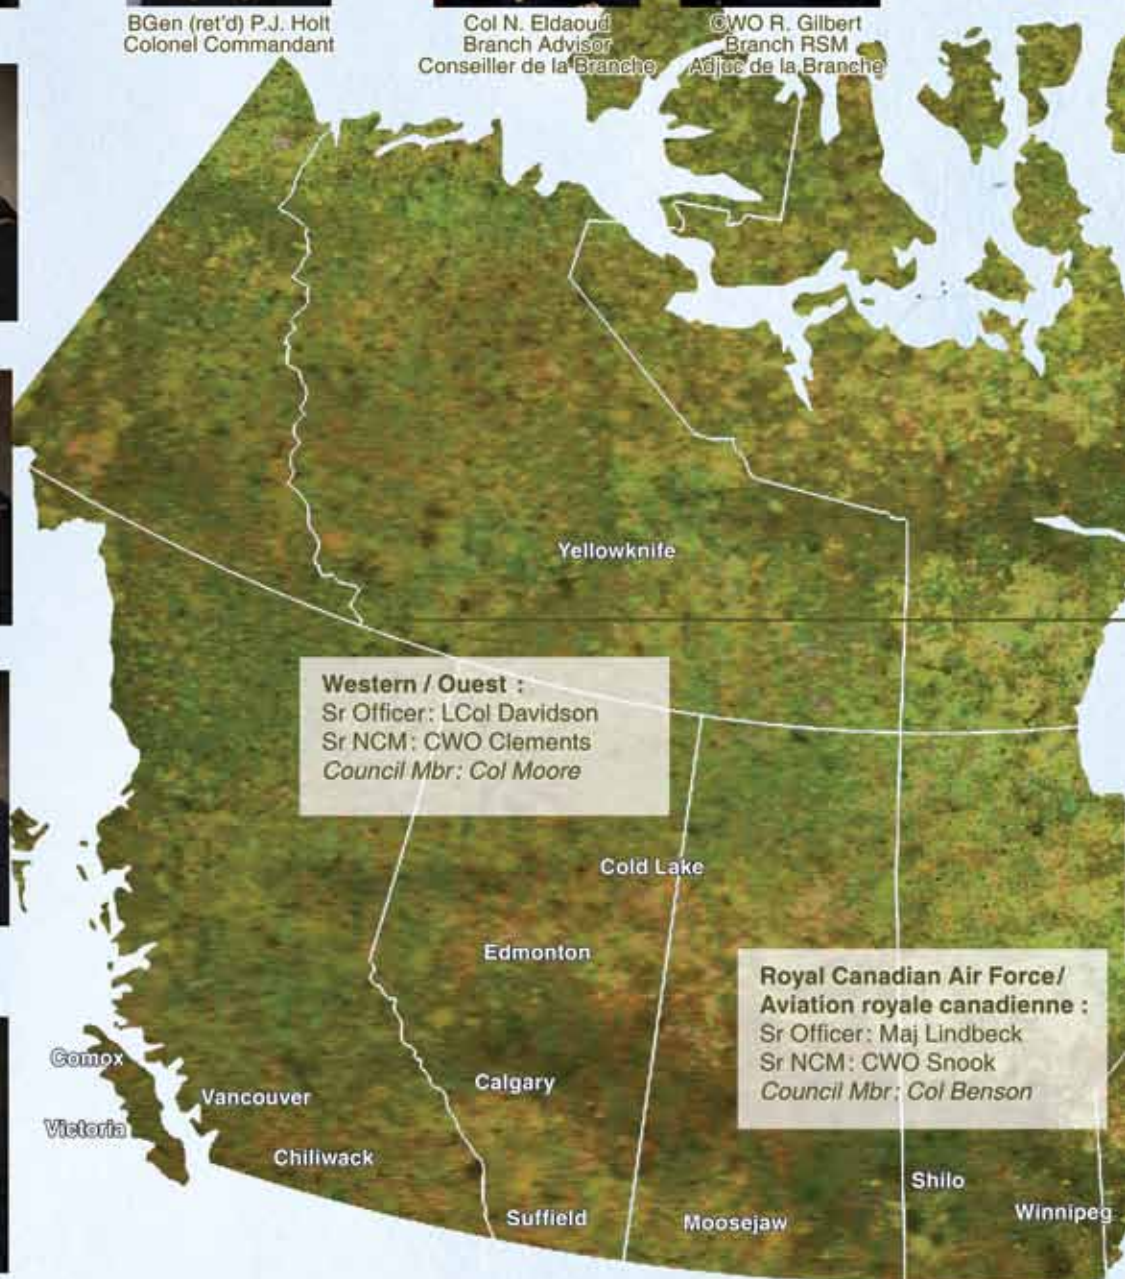 BGen (ret'd) P.J. Holt
Colonel Commandant
Col N. Eldaoud
Branch Advisor
Conseiller de la Branche
CWO R. Gilbert
Branch RSM
Adjuc de la Branche
Yellowknife
Western / Ouest :
Sr Officer: LCol Davidson
Sr NCM: CWO Clements
Council Mbr: Col Moore
Cold Lake
Edmonton
Royal Canadian Air Force/
Aviation royale canadienne :
Sr Officer: Maj Lindbeck
Sr NCM: CWO Snook
Council Mbr: Col Benson
Comox
Calgary
Vancouver
Victoria
Chiliwack
Shilo
Suffield
Moosejaw
Winnipeg